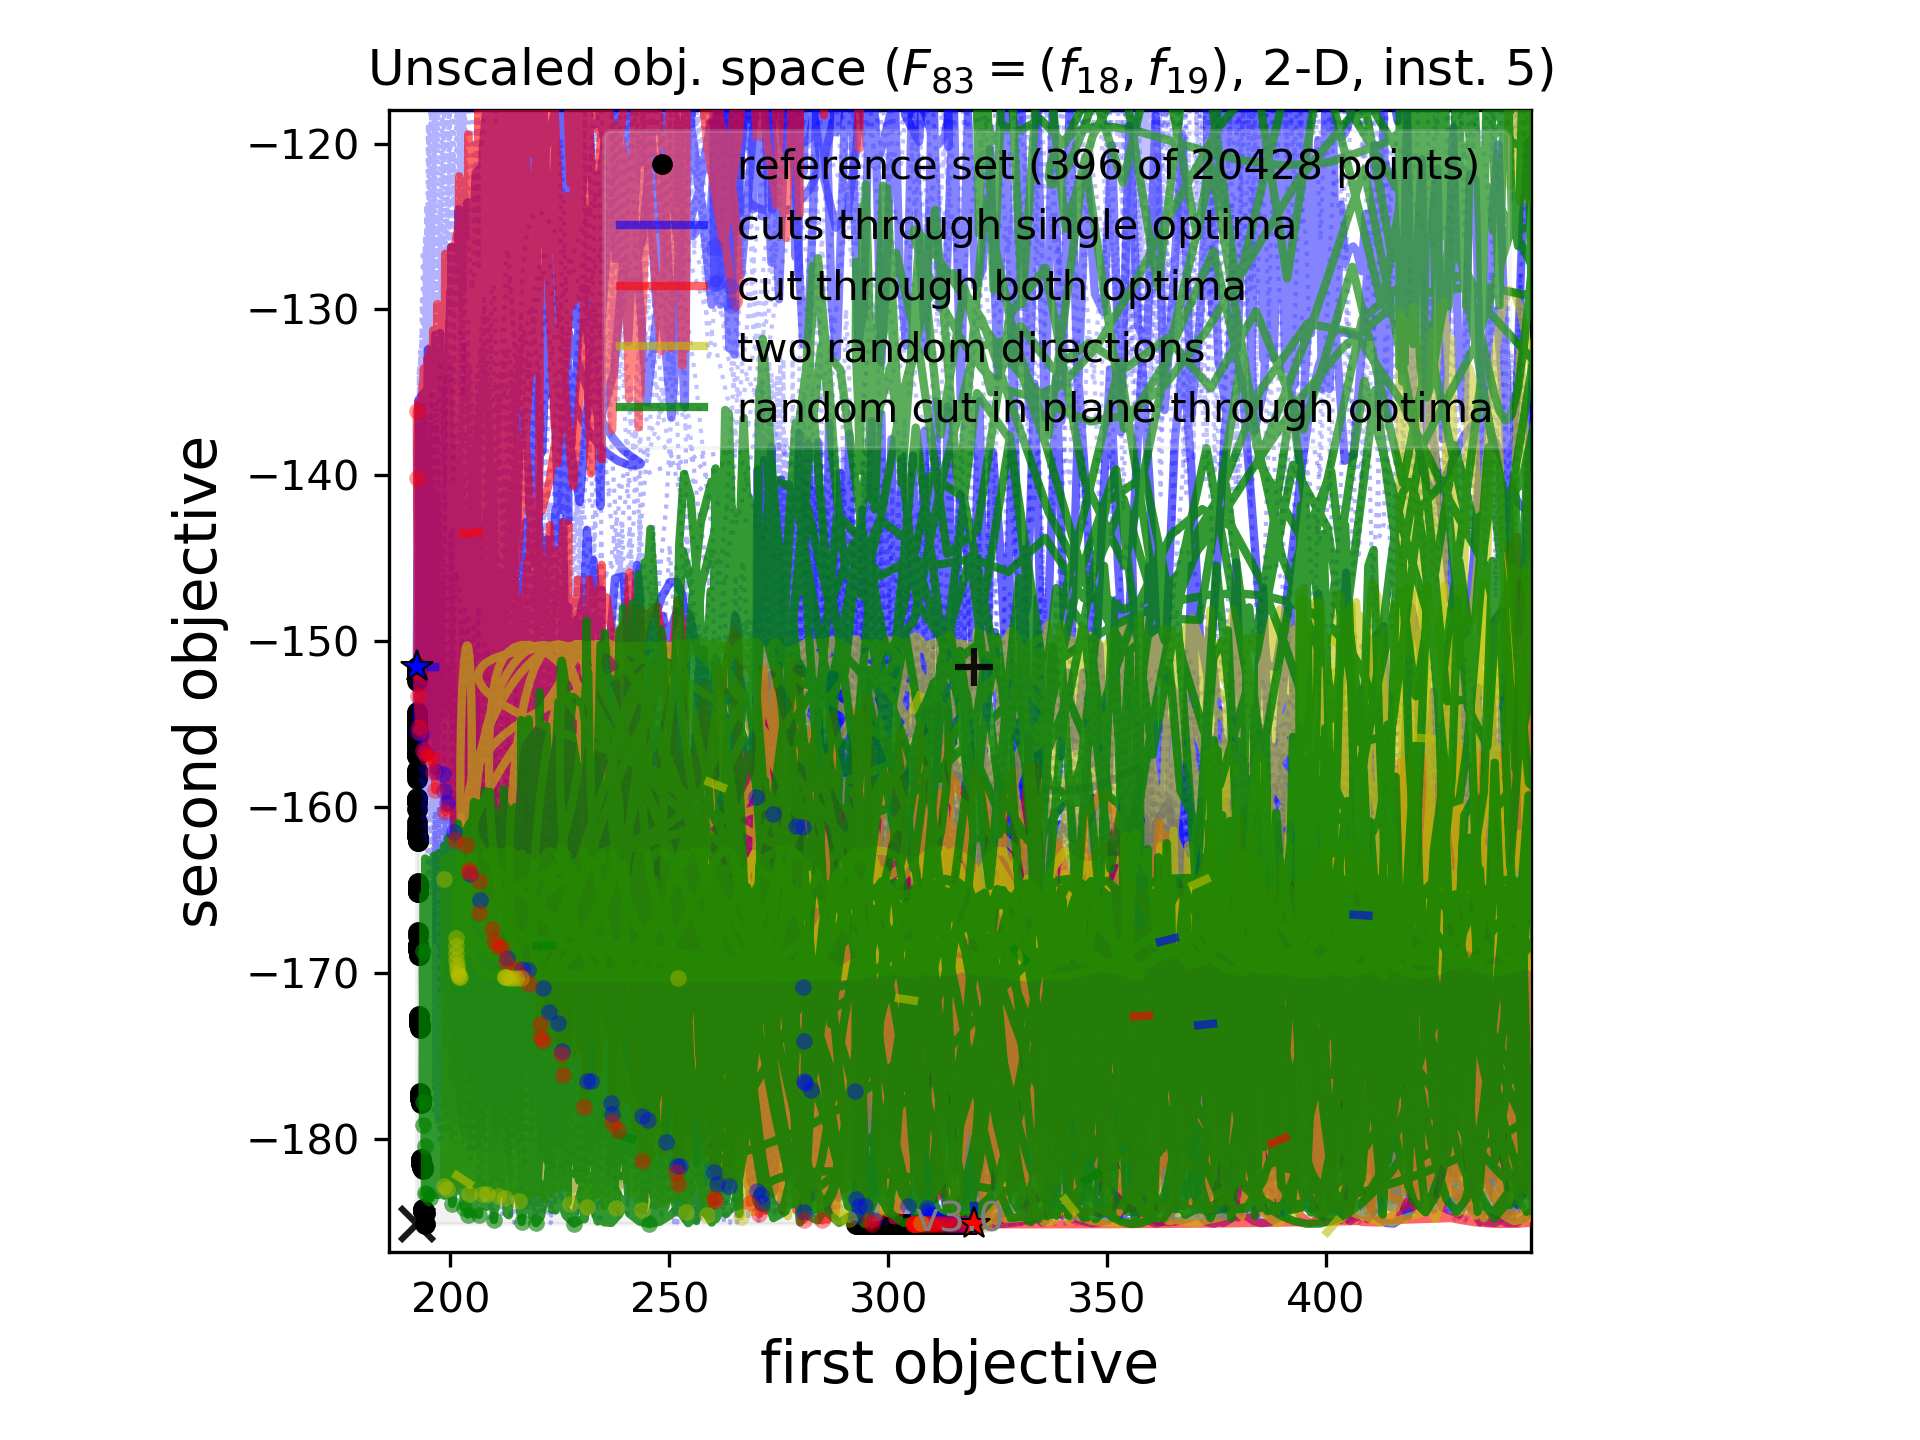 Unscaled obj. space (F83 = (f18, f19), 2-D, inst. 5)
reference set (396 of 20428 points)
cuts through single optima
cut through both optima
two random directions
random cut in plane through optima
second objective
−120
−130
−140
−150
−160
−170
−180
v3.0
200 250 300 350 400
first objective